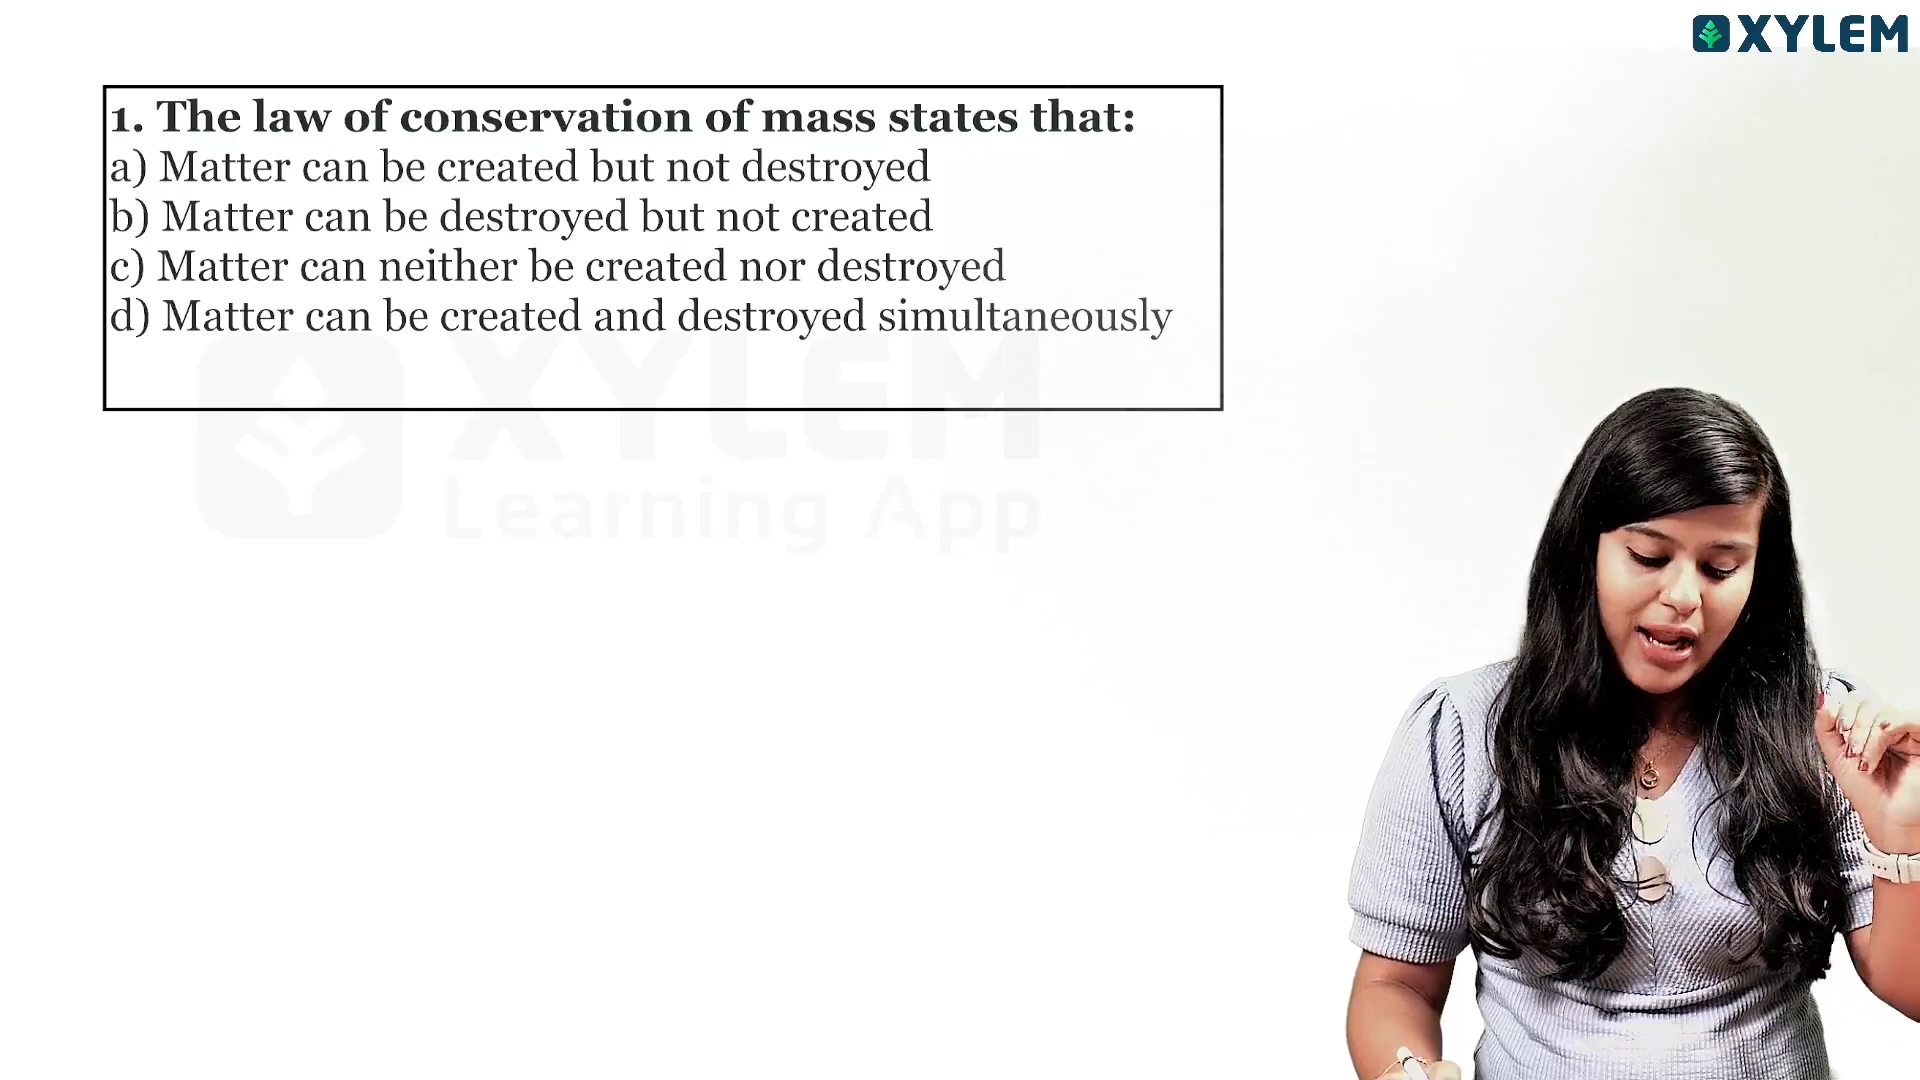 XYLEM
1. The law of conservation of mass states that:
a) Matter can be created but not destroyed
b) Matter can be destroyed but not created
c) Matter can neither be created nor destroyed
d) Matter can be created and destroyed simultaneously
XYLEM
Learning App